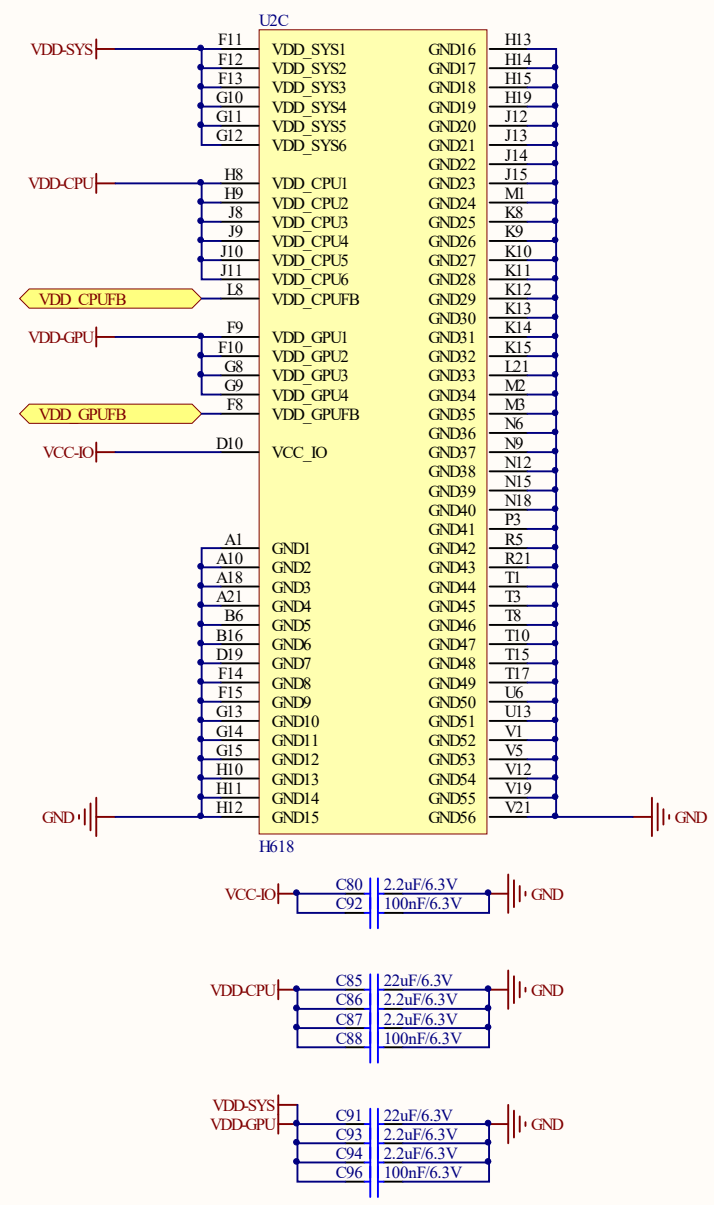 U2C
VDD-SYS F11 VDD_SYS1 GND16 H13
F12 VDD_SYS2 GND17 H14
F13 VDD_SYS3 GND18 H15
G10 VDD_SYS4 GND19 H19
G11 VDD_SYS5 GND20 J12
G12 VDD_SYS6 GND21 J13
GND22 J14
VDD-CPU H8 VDD_CPU1 GND23 J15
H9 VDD_CPU2 GND24 M1
J8 VDD_CPU3 GND25 K8
J9 VDD_CPU4 GND26 K9
J10 VDD_CPU5 GND27 K10
J11 VDD_CPU6 GND28 K11
VDD_CPUFB L8 VDD_CPUFB GND29 K12
GND30 K13
VDD-GPU F9 VDD_GPU1 GND31 K14
F10 VDD_GPU2 GND32 K15
G8 VDD_GPU3 GND33 L21
G9 VDD_GPU4 GND34 M2
VDD_GPUFB F8 VDD_GPUFB GND35 M3
GND36 N6
VCC-IO D10 VCC_IO GND37 N9
GND38 N12
GND39 N15
GND40 N18
GND41 P3
A1 GND1 GND42 R5
A10 GND2 GND43 R21
A18 GND3 GND44 T1
A21 GND4 GND45 T3
B6 GND5 GND46 T8
B16 GND6 GND47 T10
D19 GND7 GND48 T15
F14 GND8 GND49 T17
F15 GND9 GND50 U6
G13 GND10 GND51 U13
G14 GND11 GND52 V1
G15 GND12 GND53 V5
H10 GND13 GND54 V12
H11 GND14 GND55 V19
GND H12 GND15 GND56 V21 GND
H618
VCC-IO C80 2.2uF/6.3V GND
C92 100nF/6.3V
VDD-CPU C85 22uF/6.3V GND
C86 2.2uF/6.3V
C87 2.2uF/6.3V
C88 100nF/6.3V
VDD-SYS
VDD-GPU C91 22uF/6.3V GND
C93 2.2uF/6.3V
C94 2.2uF/6.3V
C96 100nF/6.3V